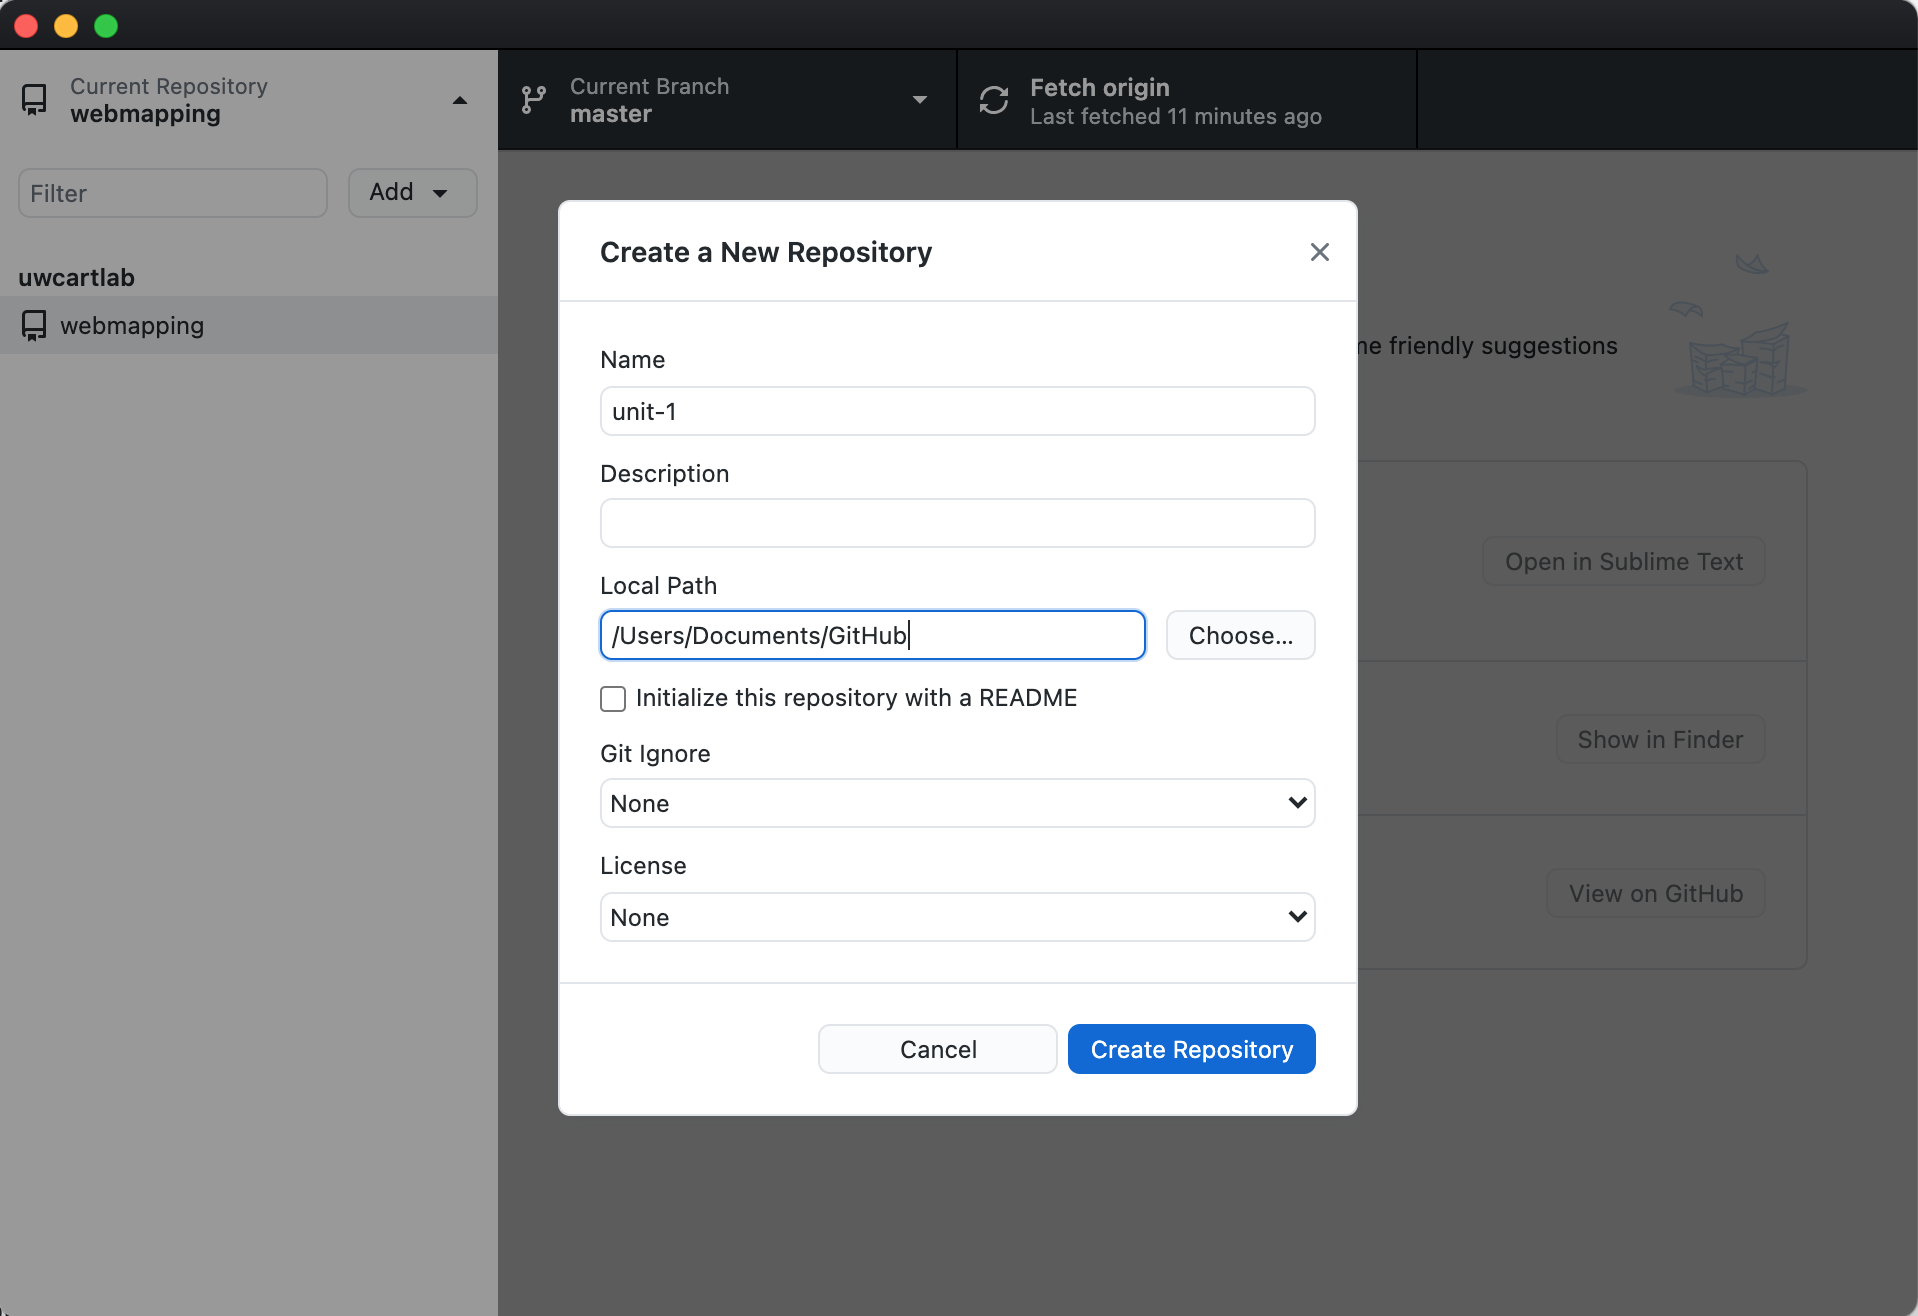 Current Repository
webmapping
Current Branch
master
Fetch origin
Last fetched 11 minutes ago
Filter
Add
uwcartlab
webmapping
Create a New Repository
friendly suggestions
Name
unit-1
Description
Open in Sublime Text
Local Path
/Users/Documents/GitHub
Choose...
Initialize this repository with a README
Show in Finder
Git Ignore
None
License
None
View on GitHub
Cancel
Create Repository